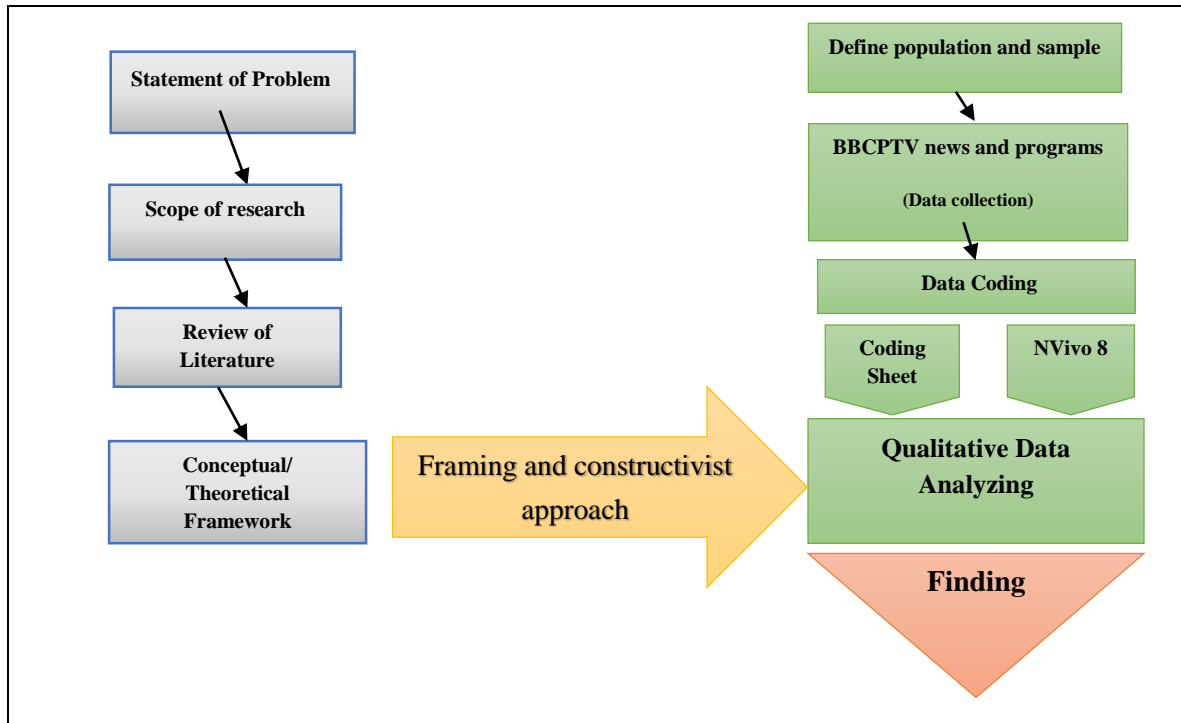 Statement of Problem
Scope of research
Review of
Literature
Conceptual/
Theoretical
Framework
Framing and constructivist
approach
Define population and sample
BBCPTV news and programs
(Data collection)
Data Coding
Coding
Sheet
NVivo 8
Qualitative Data
Analyzing
Finding